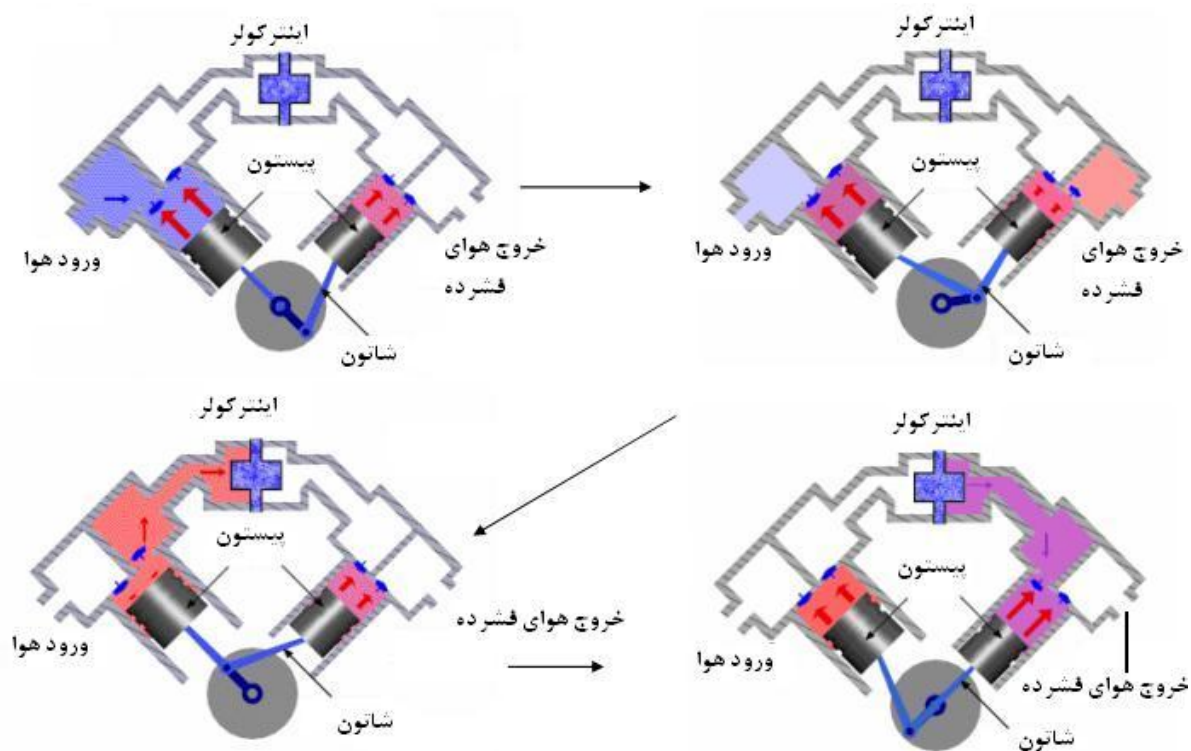 اینترکولر
پیستون
ورود هوا
خروج هوای
فشرده
شاتون
اینترکولر
پیستون
ورود هوا
خروج هوای
فشرده
شاتون
اینترکولر
پیستون
ورود هوا
خروج هوای فشرده
شاتون
اینترکولر
پیستون
ورود هوا
خروج هوای فشرده
شاتون